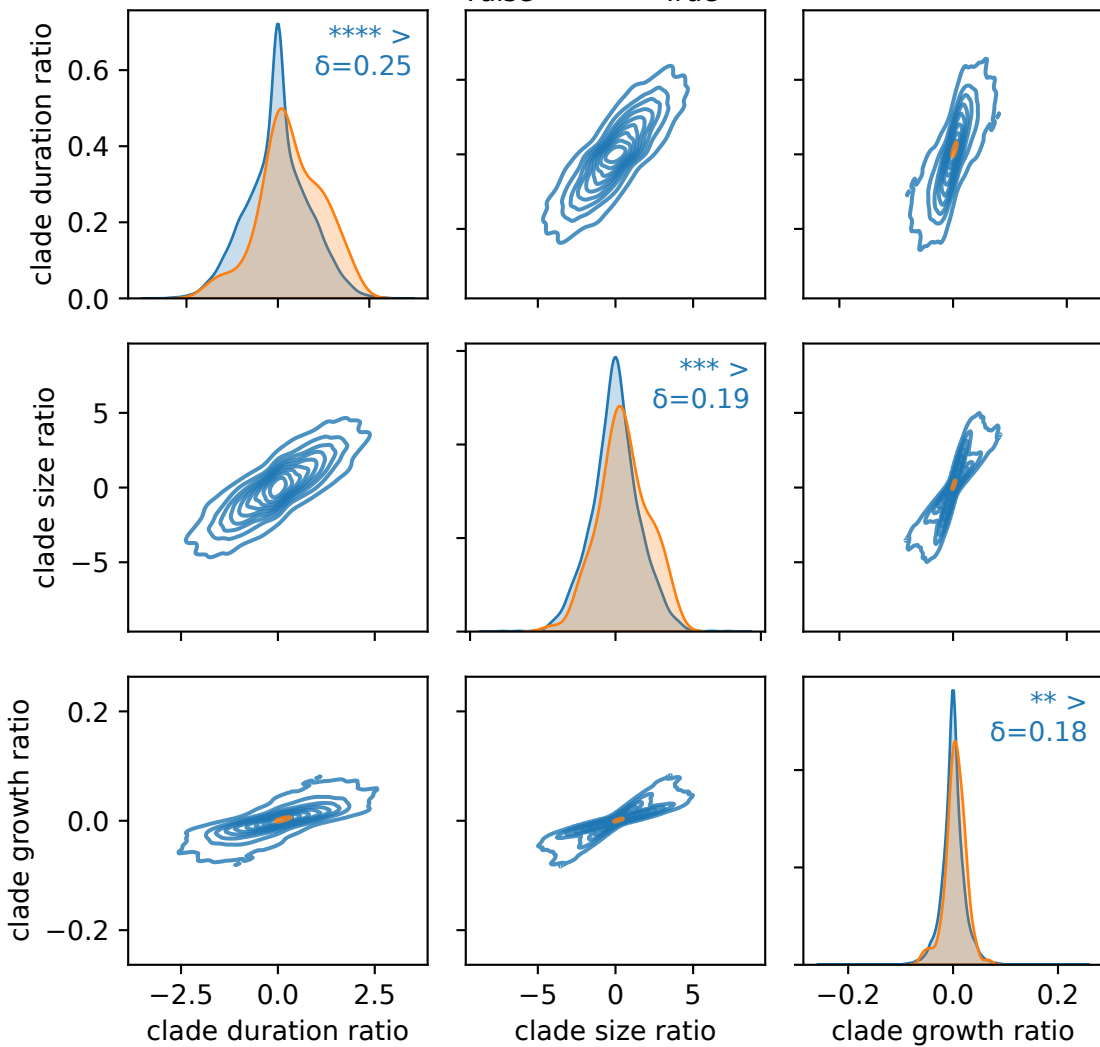 clade duration ratio
0.6
0.4
0.2
0.0
**** >
δ=0.25
clade size ratio
5
0
−5
*** >
δ=0.19
clade growth ratio
0.2
0.0
−0.2
** >
δ=0.18
−2.5 0.0 2.5
−5 0 5
−0.2 0.0 0.2
clade duration ratio
clade size ratio
clade growth ratio